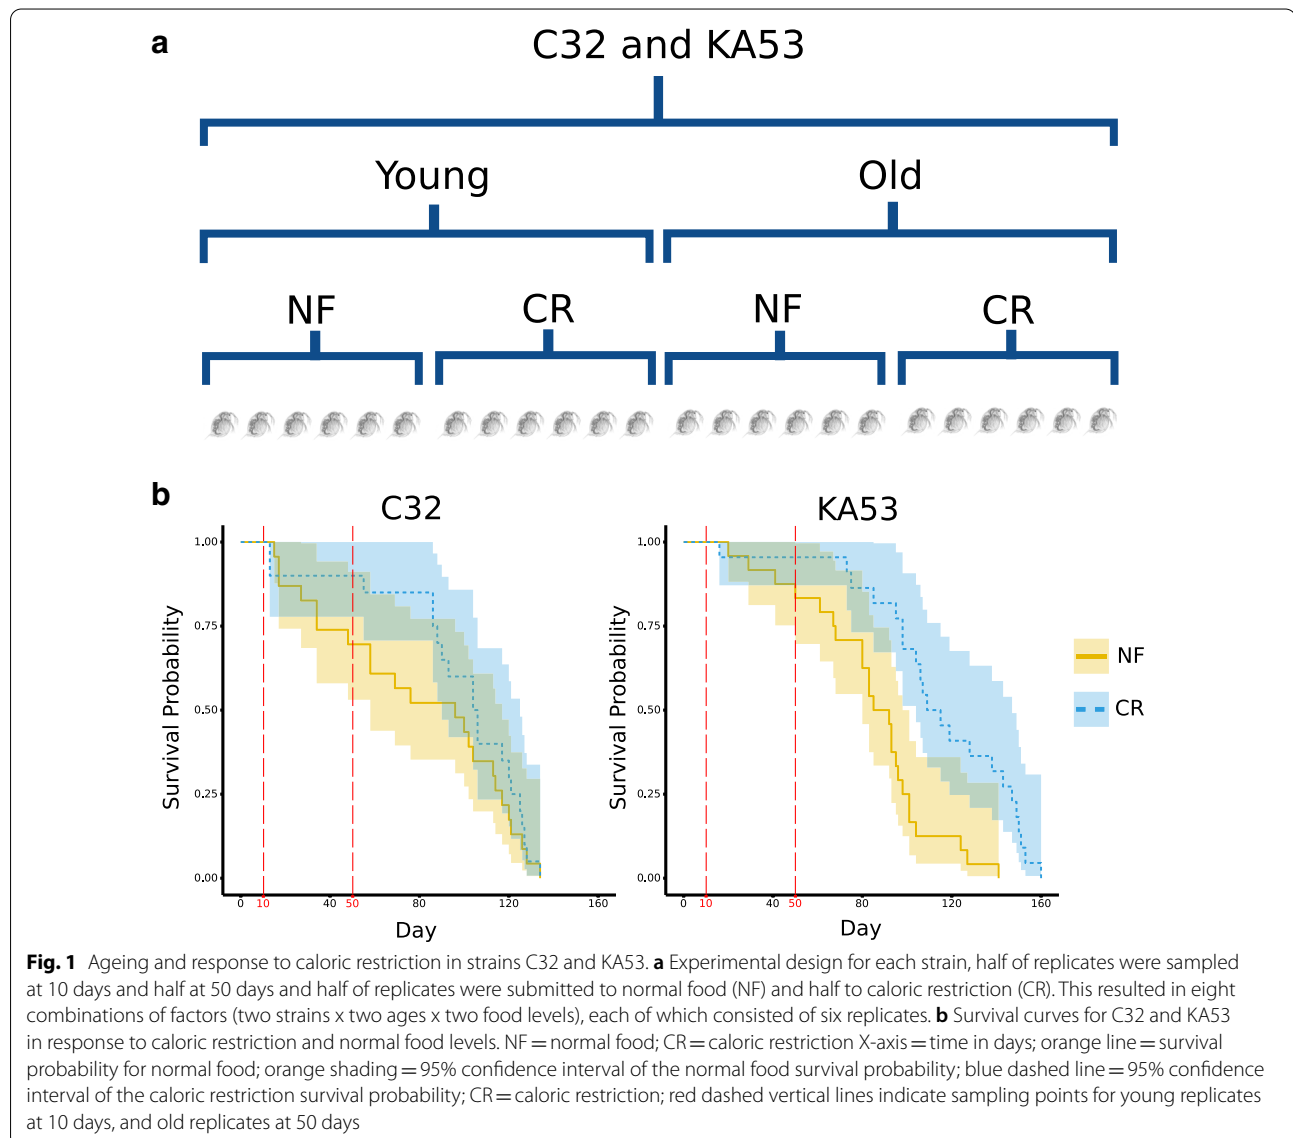 a
C32 and KA53
Young
Old
NF
CR
NF
CR
b
C32
KA53
Survival Probability
1.00
0.75
0.50
0.25
0.00
0
10
40
50
80
120
160
Day
Survival Probability
1.00
0.75
0.50
0.25
0.00
0
10
40
50
80
120
160
Day
NF
CR
Fig. 1 Ageing and response to caloric restriction in strains C32 and KA53. a Experimental design for each strain, half of replicates were sampled
at 10 days and half at 50 days and half of replicates were submitted to normal food (NF) and half to caloric restriction (CR). This resulted in eight
combinations of factors (two strains x two ages x two food levels), each of which consisted of six replicates. b Survival curves for C32 and KA53
in response to caloric restriction and normal food levels. NF = normal food; CR = caloric restriction X-axis = time in days; orange line = survival
probability for normal food; orange shading = 95% confidence interval of the normal food survival probability; blue dashed line = 95% confidence
interval of the caloric restriction survival probability; CR = caloric restriction; red dashed vertical lines indicate sampling points for young replicates
at 10 days, and old replicates at 50 days